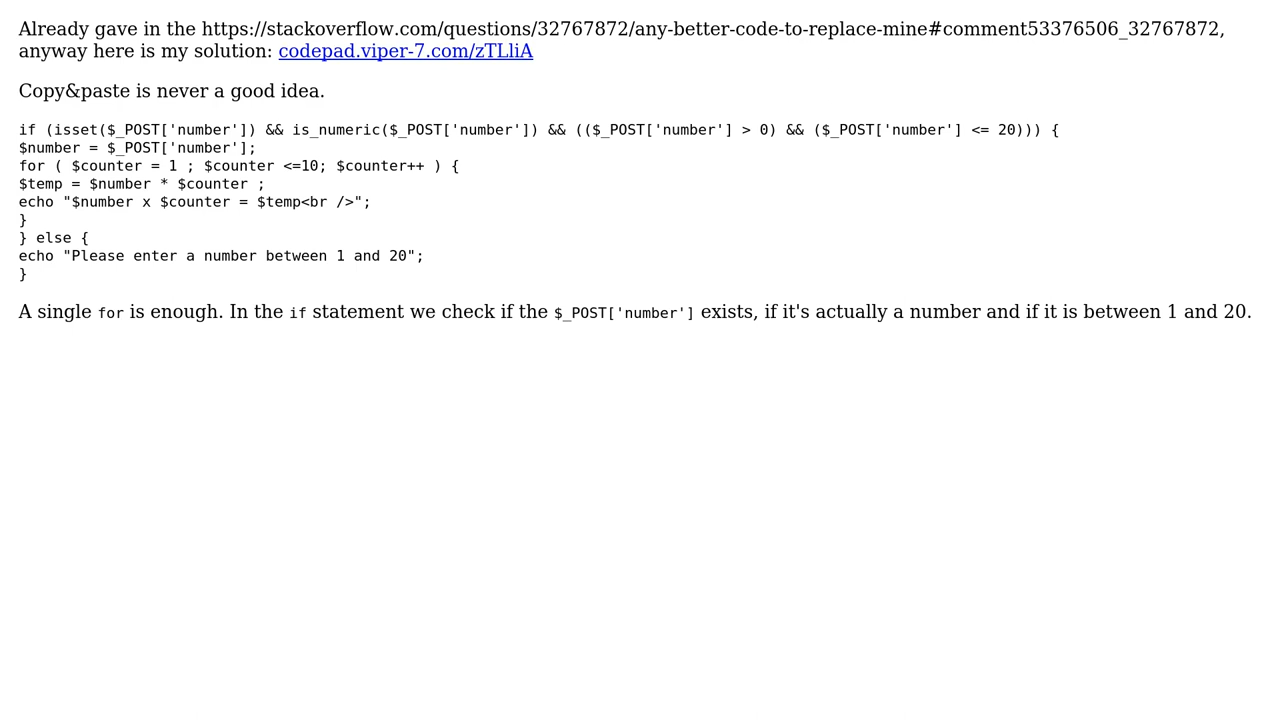 Already gave in the https://stackoverflow.com/questions/32767872/any-better-code-to-replace-mine#comment53376506_32767872,
anyway here is my solution: codepad.viper-7.com/zTLliA
Copy&paste is never a good idea.
if (isset($_POST['number']) && is_numeric($_POST['number']) && (($_POST['number'] > 0) && ($_POST['number'] <= 20))) {
$number = $_POST['number'];
for ( $counter = 1 ; $counter <=10; $counter++ ) {
$temp = $number * $counter ;
echo "$number x $counter = $temp<br />";
}
} else {
echo "Please enter a number between 1 and 20";
}
A single for is enough. In the if statement we check if the $_POST['number'] exists, if it's actually a number and if it is between 1 and 20.